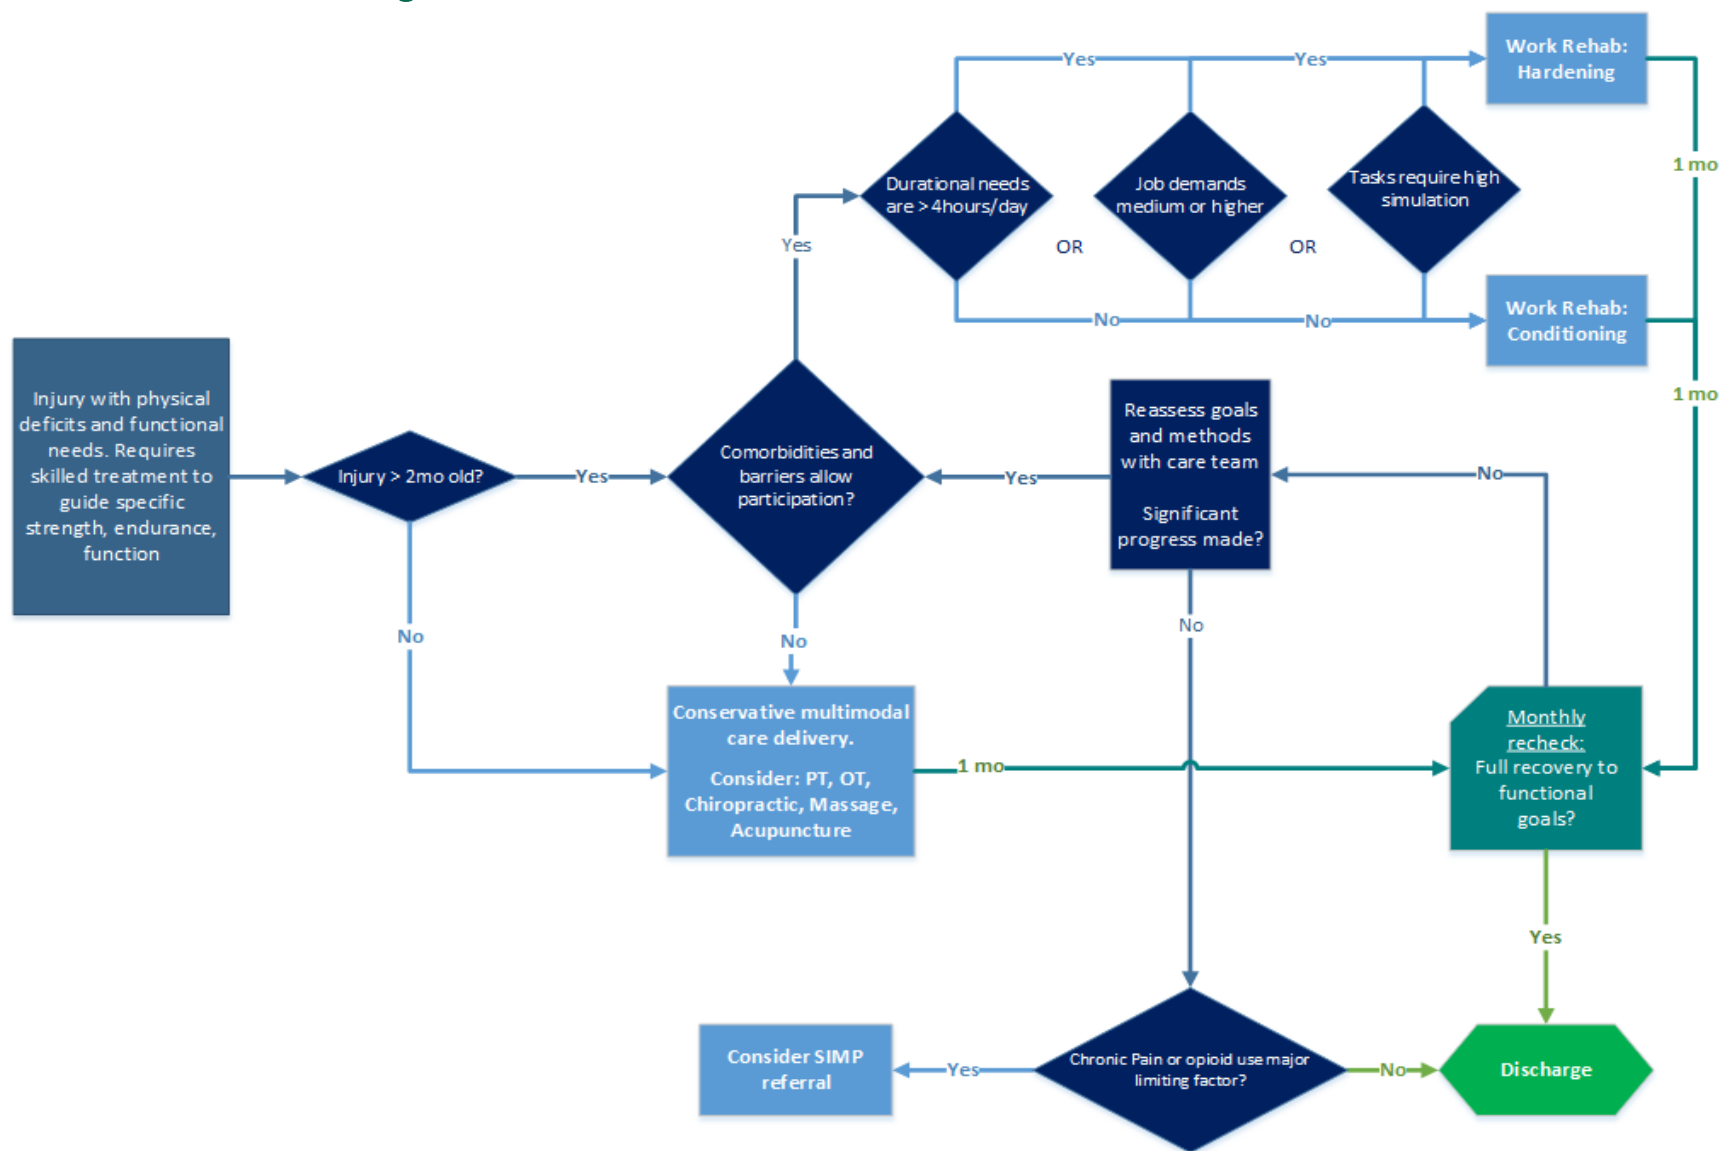 Yes
Yes
Work Rehab:
Hardening
1 mo
Durational needs
are > 4hours/day
Job demands
medium or higher
Tasks require high
simulation
OR
OR
Yes
No
No
Work Rehab:
Conditioning
1 mo
Injury with physical
deficits and functional
needs. Requires
skilled treatment to
guide specific
strength, endurance,
function
Injury > 2mo old?
Yes
Comorbidities and
barriers allow
participation?
Yes
Reassess goals
and methods
with care team
Significant
progress made?
No
No
No
No
Conservative multimodal
care delivery.
Consider: PT, OT,
Chiropractic, Massage,
Acupuncture
1 mo
Monthly
recheck:
Full recovery to
functional
goals?
Yes
Consider SIMP
referral
Yes
Chronic Pain or opioid use major
limiting factor?
No
Discharge